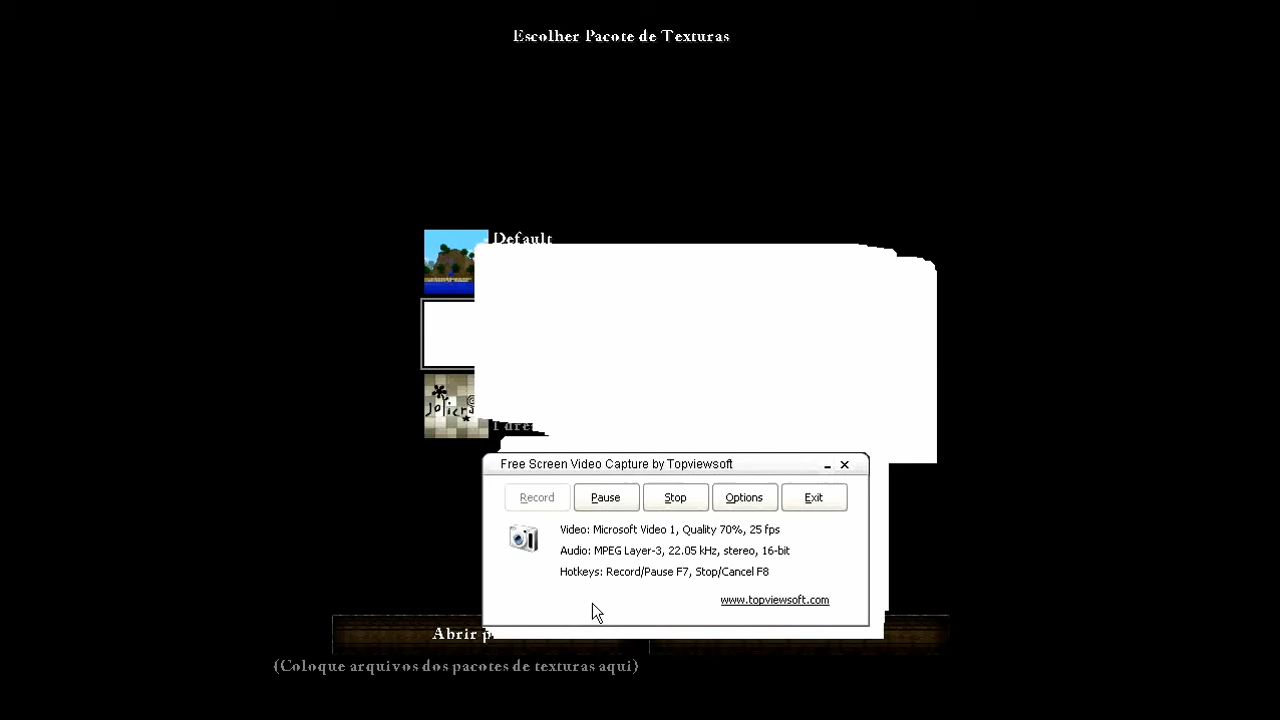 Escolher Pacote de Texturas
Default
I dre
Free Screen Video Capture by Topviewsoft
Record Pause Stop Options Exit
Video: Microsoft Video 1, Quality 70%, 25 fps
Audio: MPEG Layer-3, 22.05 kHz, stereo, 16-bit
Hotkeys: Record/Pause F7, Stop/Cancel F8
www.topviewsoft.com
Abrir p
(Coloque arquivos dos pacotes de texturas aqui)